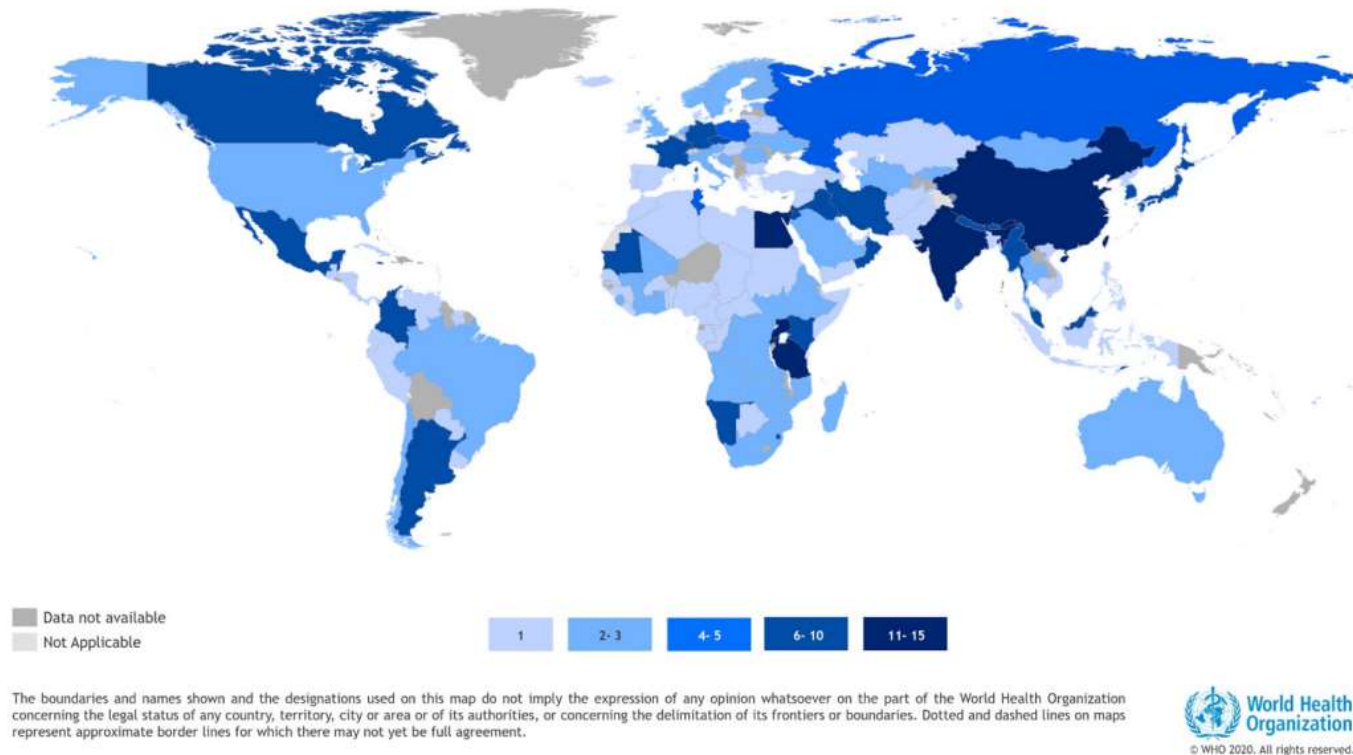 Data not available
Not Applicable
1
2- 3
4- 5
6- 10
11- 15
The boundaries and names shown and the designations used on this map do not imply the expression of any opinion whatsoever on the part of the World Health Organization
concerning the legal status of any country, territory, city or area or of its authorities, or concerning the delimitation of its frontiers or boundaries. Dotted and dashed lines on maps
represent approximate border lines for which there may not yet be full agreement.
World Health
Organization
© WHO 2020. All rights reserved.